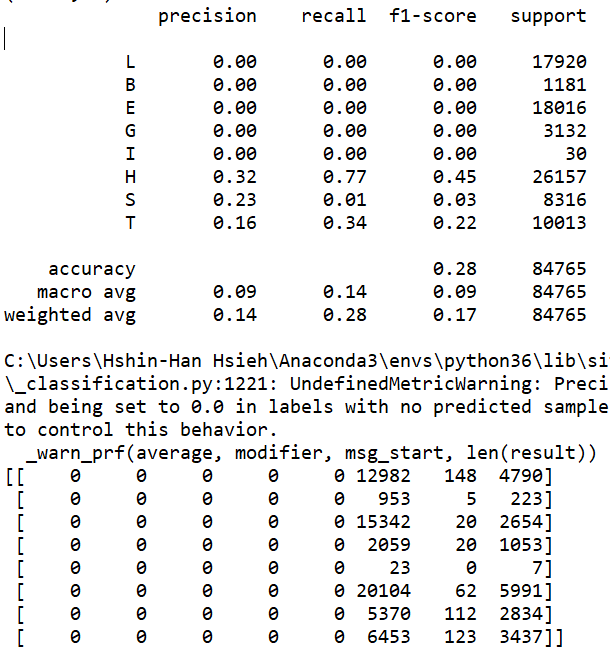 precision recall f1-score support
L 0.00 0.00 0.00 17920
B 0.00 0.00 0.00 1181
E 0.00 0.00 0.00 18016
G 0.00 0.00 0.00 3132
I 0.00 0.00 0.00 30
H 0.32 0.77 0.45 26157
S 0.23 0.01 0.03 8316
T 0.16 0.34 0.22 10013
accuracy 0.28 84765
macro avg 0.09 0.14 0.09 84765
weighted avg 0.14 0.28 0.17 84765
C:\Users\Hshin-Han Hsieh\Anaconda3\envs\python36\lib\si
\_classification.py:1221: UndefinedMetricWarning: Preci
and being set to 0.0 in labels with no predicted sample
to control this behavior.
_warn_prf(average, modifier, msg_start, len(result))
[[ 0 0 0 0 0 12982 148 4790]
[ 0 0 0 0 0 953 5 223]
[ 0 0 0 0 0 15342 20 2654]
[ 0 0 0 0 0 2059 20 1053]
[ 0 0 0 0 0 23 0 7]
[ 0 0 0 0 0 20104 62 5991]
[ 0 0 0 0 0 5370 112 2834]
[ 0 0 0 0 0 6453 123 3437]]